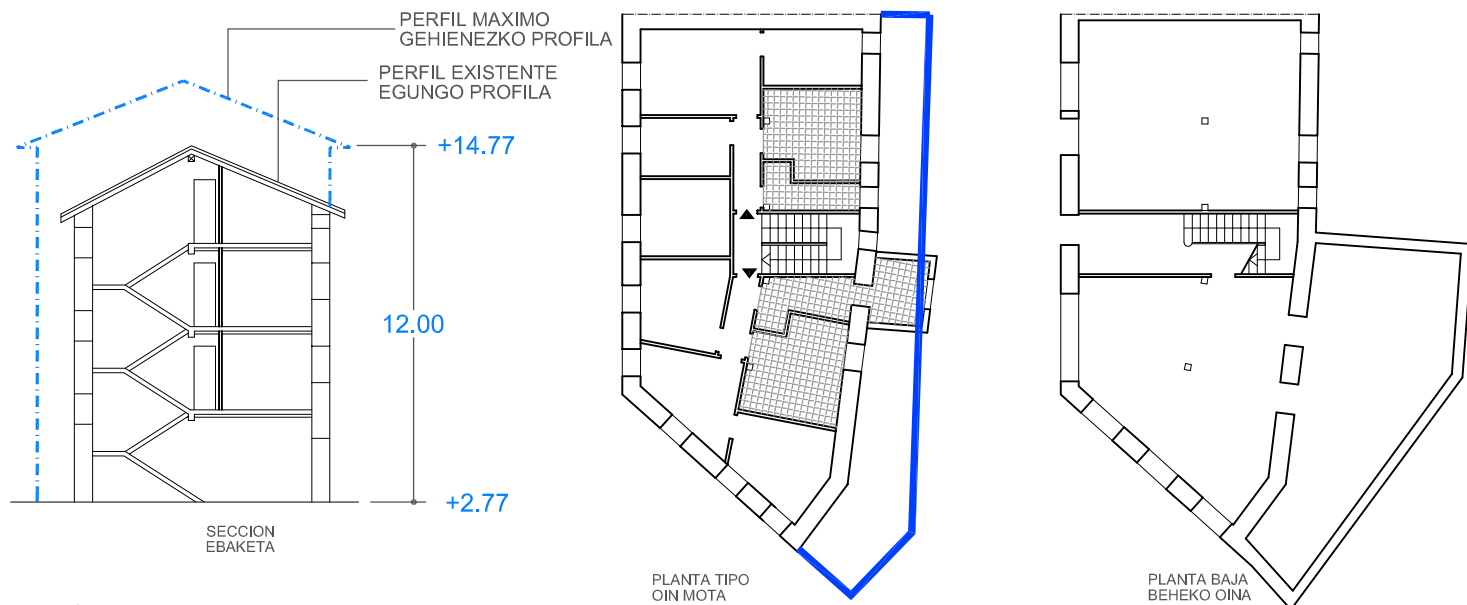 PERFIL MAXIMO
GEHIENEZKO PROFILA
PERFIL EXISTENTE
EGUNGO PROFILA
+14.77
12.00
+2.77
SECCION
EBAKETA
PLANTA TIPO
OIN MOTA
PLANTA BAJA
BEHEKO OINA